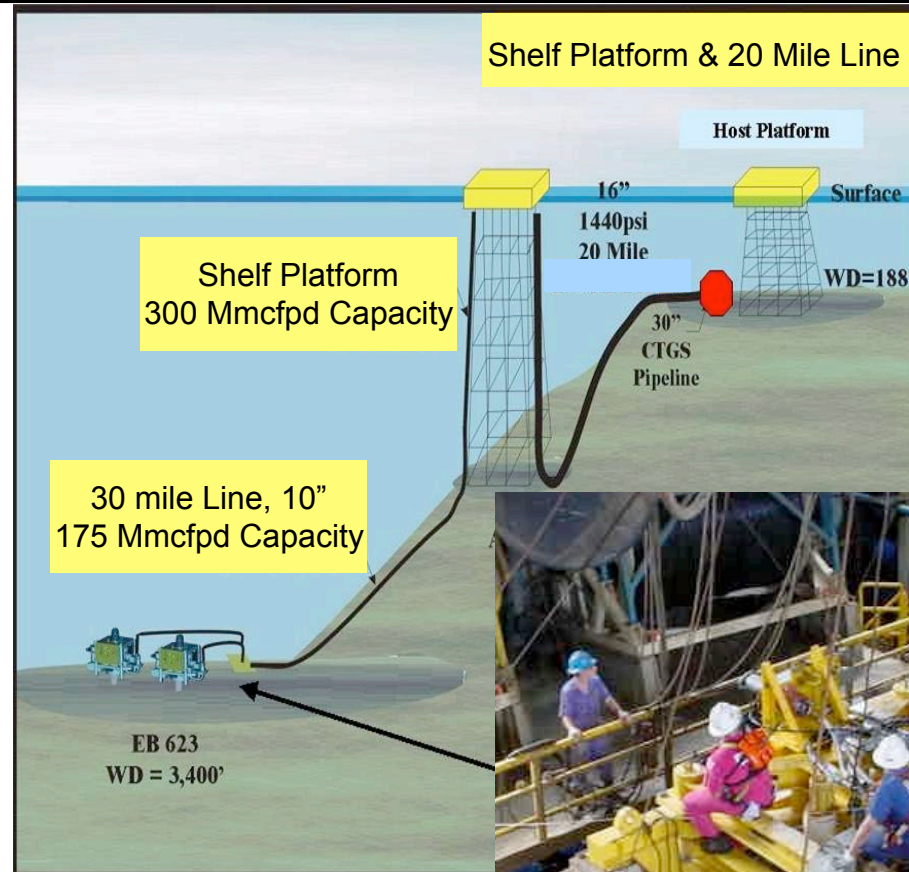 Shelf Platform & 20 Mile Line
Host Platform
16”
1440psi
20 Mile
Surface
Shelf Platform
300 Mmcfpd Capacity
WD=188
30”
CTGS
Pipeline
30 mile Line, 10”
175 Mmcfpd Capacity
EB 623
WD = 3,400’